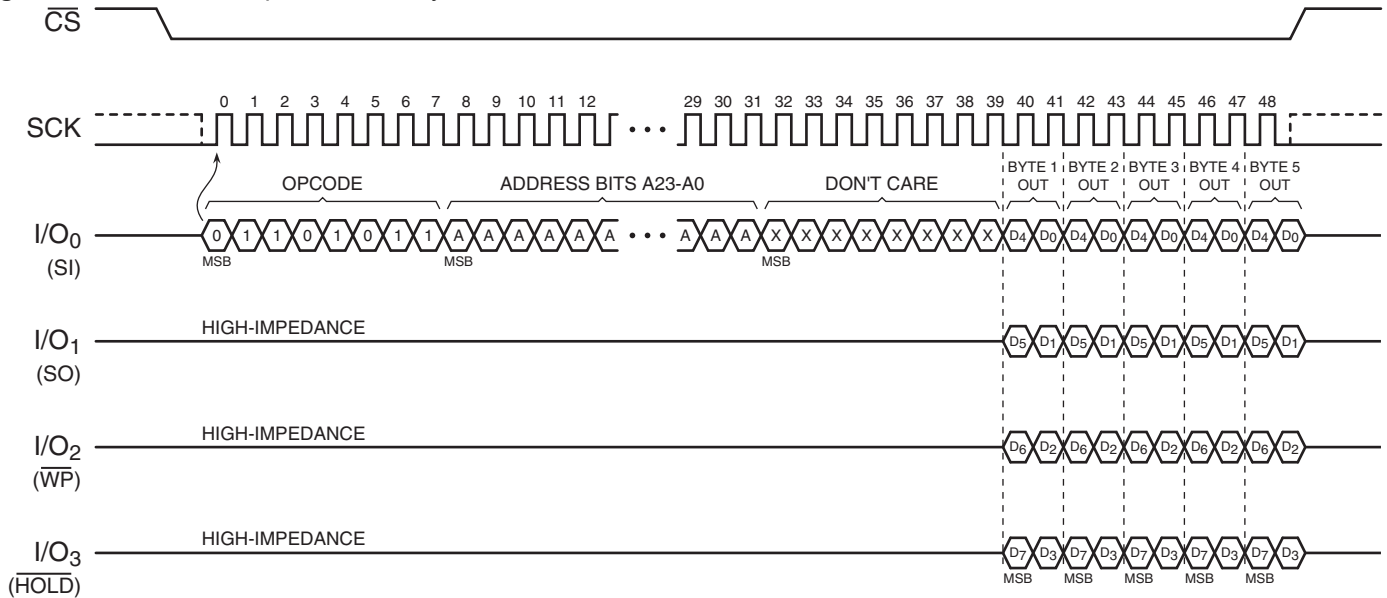 CS
SCK
0 1 2 3 4 5 6 7 8 9 10 11 12 29 30 31 32 33 34 35 36 37 38 39 40 41 42 43 44 45 46 47 48
• • •
OPCODE ADDRESS BITS A23-A0 DON'T CARE
BYTE 1 OUT BYTE 2 OUT BYTE 3 OUT BYTE 4 OUT BYTE 5 OUT
I/O0
(SI)
0 1 1 0 1 0 1 1 A A A A A A • • • A A A X X X X X X X X D4 D0 D4 D0 D4 D0 D4 D0 D4 D0
MSB MSB MSB
I/O1
(SO)
HIGH-IMPEDANCE
D5 D1 D5 D1 D5 D1 D5 D1 D5 D1
I/O2
(WP)
HIGH-IMPEDANCE
D6 D2 D6 D2 D6 D2 D6 D2 D6 D2
I/O3
(HOLD)
HIGH-IMPEDANCE
D7 D3 D7 D3 D7 D3 D7 D3 D7 D3
MSB MSB MSB MSB MSB